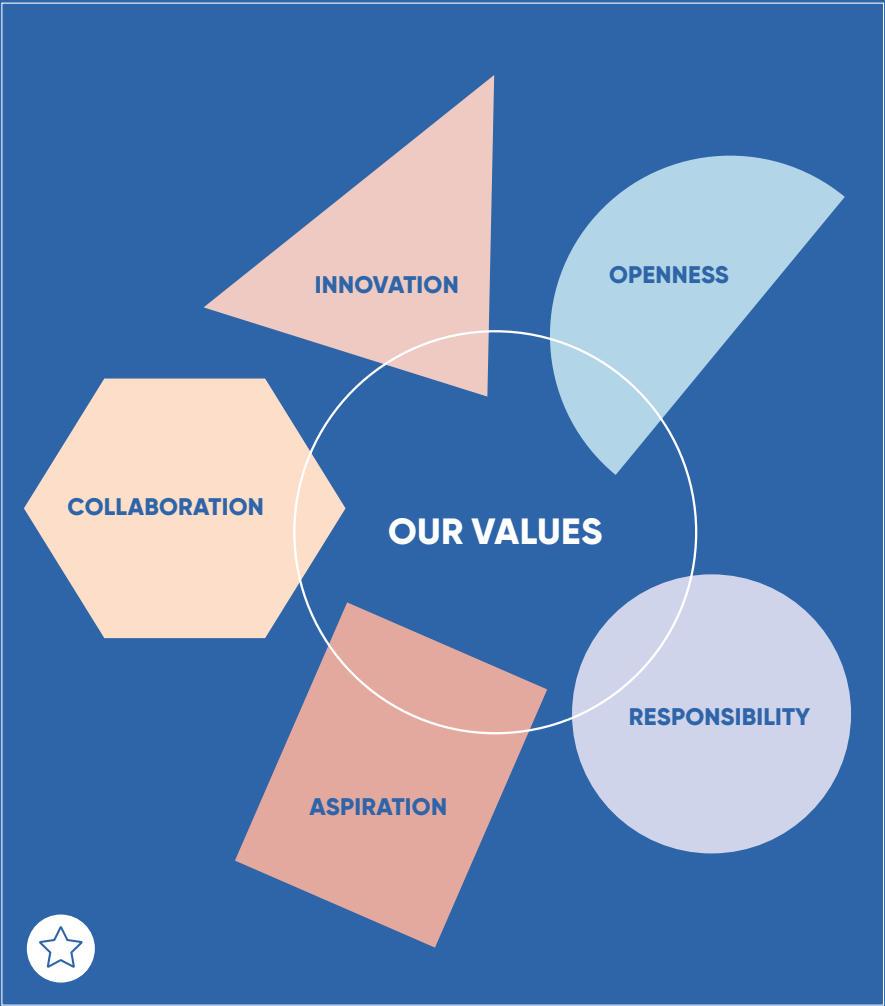 INNOVATION
OPENNESS
COLLABORATION
OUR VALUES
RESPONSIBILITY
ASPIRATION